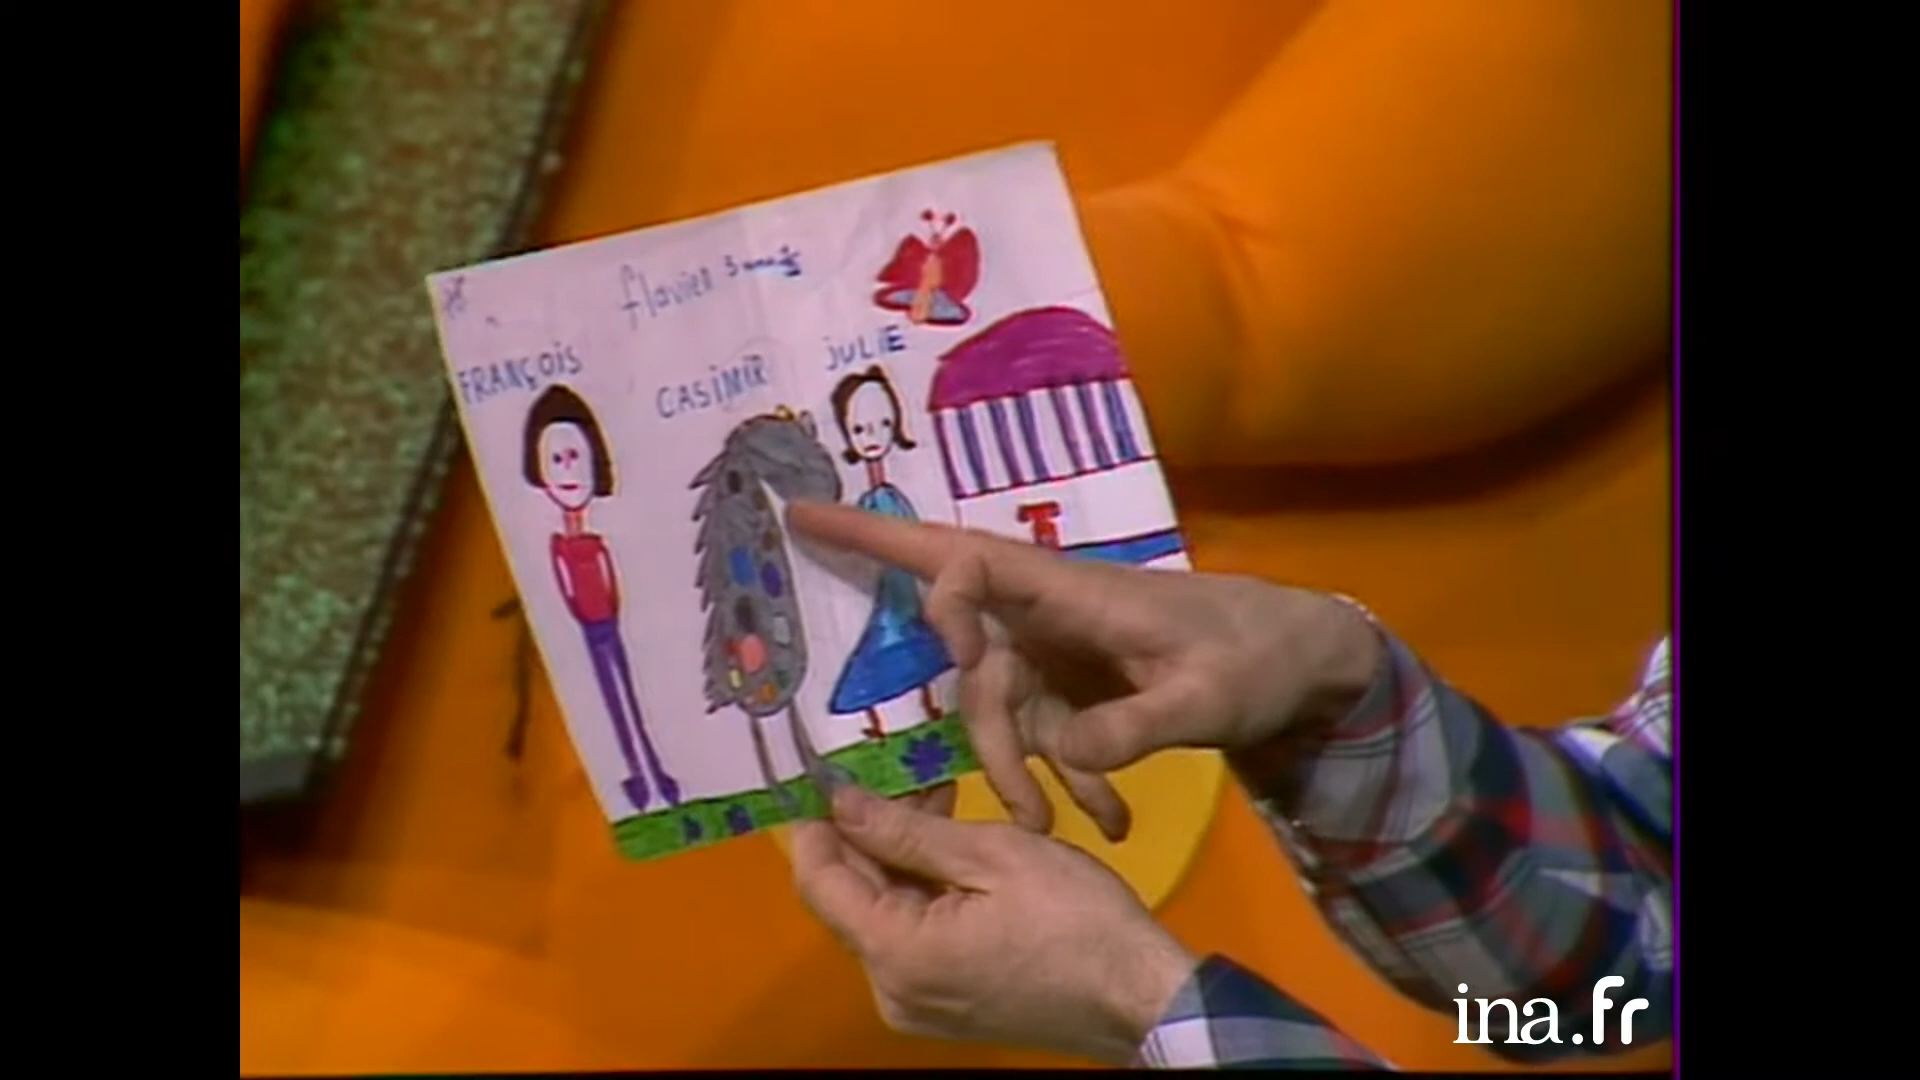 flavien 5 ans
FRANÇOIS
CASIMIR
JULIE
ina.fr